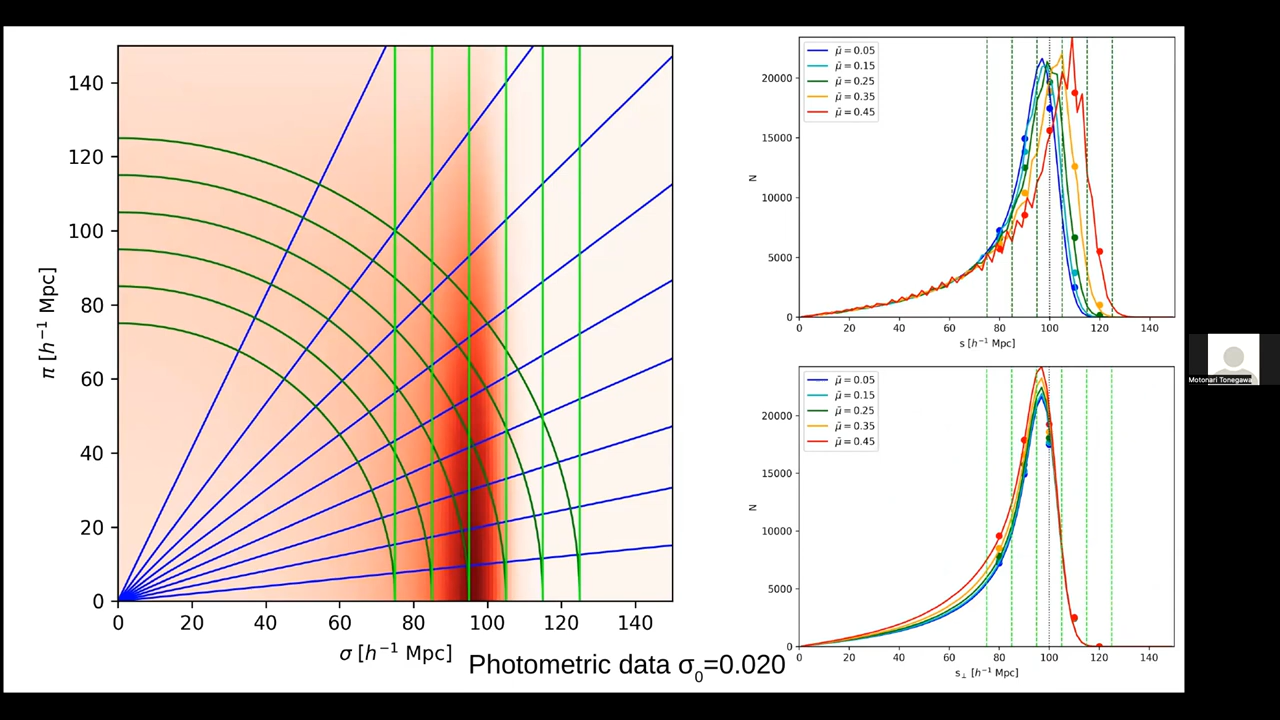 140
120
100
80
60
40
20
0
0 20 40 60 80 100 120 140
π [h⁻¹ Mpc]
σ [h⁻¹ Mpc]
Photometric data σ₀=0.020
μ̄ = 0.05
μ̄ = 0.15
μ̄ = 0.25
μ̄ = 0.35
μ̄ = 0.45
20000
15000
10000
5000
0
N
0 20 40 60 80 100 120 140
s [h⁻¹ Mpc]
μ̄ = 0.05
μ̄ = 0.15
μ̄ = 0.25
μ̄ = 0.35
μ̄ = 0.45
20000
15000
10000
5000
0
N
0 20 40 60 80 100 120 140
s⊥ [h⁻¹ Mpc]
Motonari Tonegawa